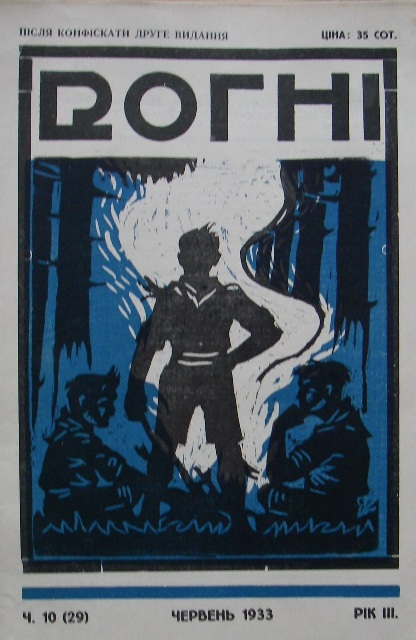 ПІСЛЯ КОНФІСКАТИ ДРУГЕ ВИДАННЯ ЦІНА: 35 СОТ.
ВОГНІ
Ч. 10 (29) ЧЕРВЕНЬ 1933 РІК III.